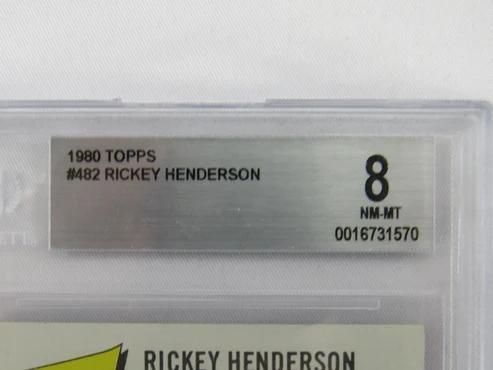 1980 TOPPS
#482 RICKEY HENDERSON
8
NM-MT
0016731570
RICKEY HENDERSON